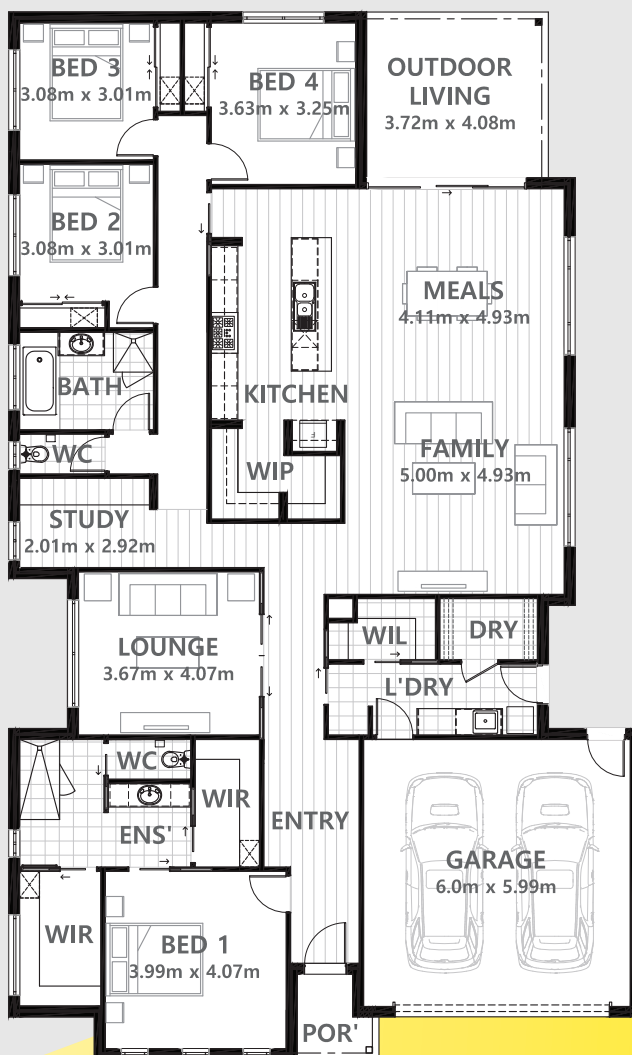 BED 3
3.08m x 3.01m
BED 4
3.63m x 3.25m
OUTDOOR
LIVING
3.72m x 4.08m
BED 2
3.08m x 3.01m
MEALS
4.11m x 4.93m
BATH
KITCHEN
WC
WIP
F
FAMILY
5.00m x 4.93m
STUDY
2.01m x 2.92m
LOUNGE
3.67m x 4.07m
WIL
DRY
L'DRY
WC
WIR
ENS'
ENTRY
GARAGE
6.0m x 5.99m
WIR
BED 1
3.99m x 4.07m
POR'